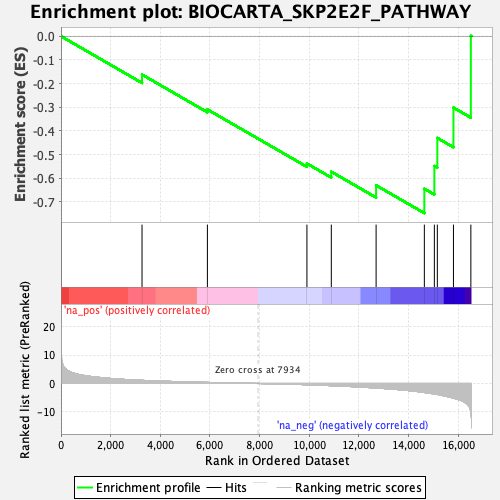 Enrichment plot: BIOCARTA_SKP2E2F_PATHWAY
Enrichment score (ES)
0.0
-0.1
-0.2
-0.3
-0.4
-0.5
-0.6
-0.7
'na_pos' (positively correlated)
Ranked list metric (PreRanked)
20
10
0
-10
Zero cross at 7934
'na_neg' (negatively correlated)
0 2,000 4,000 6,000 8,000 10,000 12,000 14,000 16,000
Rank in Ordered Dataset
Enrichment profile Hits Ranking metric scores